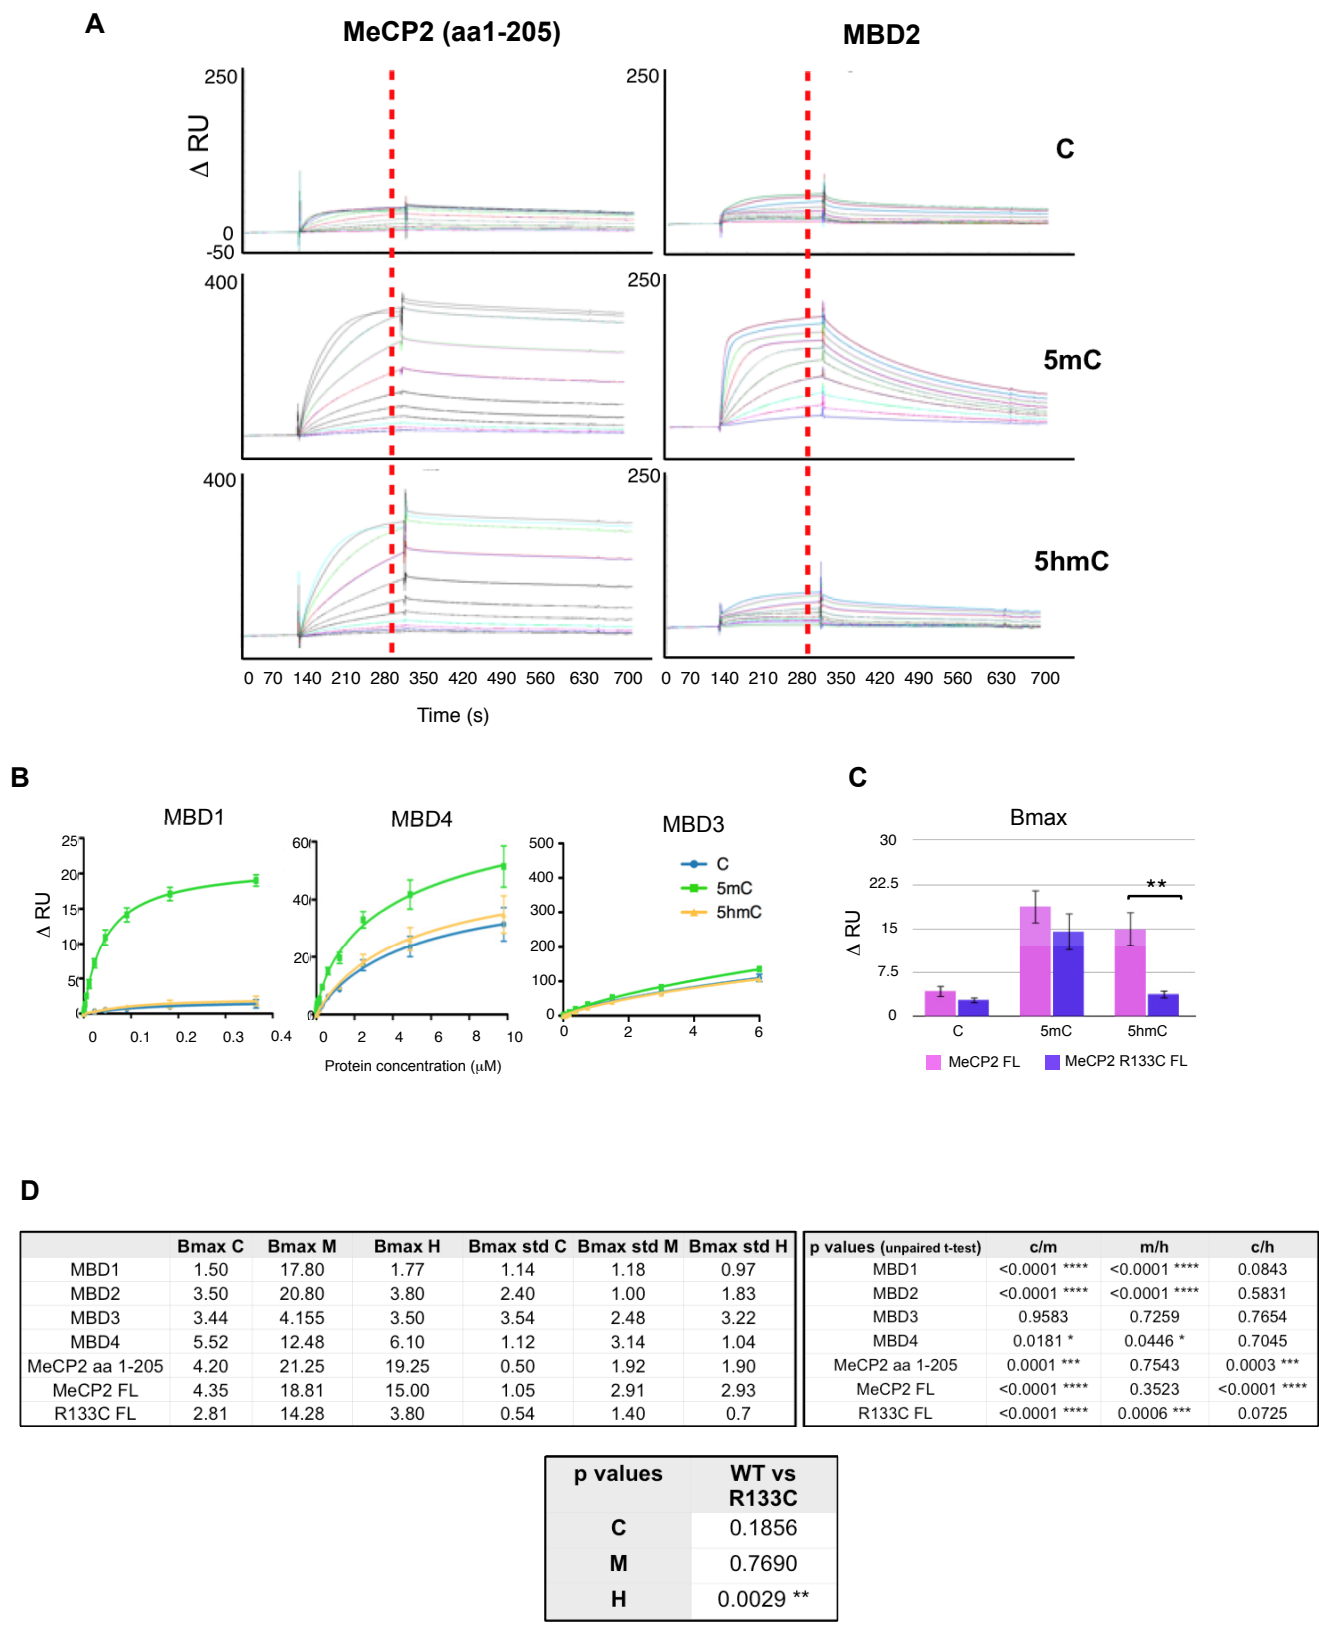 A
MeCP2 (aa1-205)
MBD2
250
Δ RU
0
-50
250
C
400
250
5mC
400
250
5hmC
0 70 140 210 280 350 420 490 560 630 700
0 70 140 210 280 350 420 490 560 630 700
Time (s)
B
MBD1
Δ RU
25
20
15
10
5
0
0 0.1 0.2 0.3 0.4
MBD4
60
40
20
0
0 2 4 6 8 10
Protein concentration (μM)
MBD3
500
400
300
200
100
0
0 2 4 6
C
5mC
5hmC
C
Bmax
Δ RU
30
22.5
15
7.5
0
**
C 5mC 5hmC
MeCP2 FL MeCP2 R133C FL
D
Bmax C Bmax M Bmax H Bmax std C Bmax std M Bmax std H
MBD1 1.50 17.80 1.77 1.14 1.18 0.97
MBD2 3.50 20.80 3.80 2.40 1.00 1.83
MBD3 3.44 4.155 3.50 3.54 2.48 3.22
MBD4 5.52 12.48 6.10 1.12 3.14 1.04
MeCP2 aa 1-205 4.20 21.25 19.25 0.50 1.92 1.90
MeCP2 FL 4.35 18.81 15.00 1.05 2.91 2.93
R133C FL 2.81 14.28 3.80 0.54 1.40 0.7
p values (unpaired t-test) c/m m/h c/h
MBD1 <0.0001 **** <0.0001 **** 0.0843
MBD2 <0.0001 **** <0.0001 **** 0.5831
MBD3 0.9583 0.7259 0.7654
MBD4 0.0181 * 0.0446 * 0.7045
MeCP2 aa 1-205 0.0001 *** 0.7543 0.0003 ***
MeCP2 FL <0.0001 **** 0.3523 <0.0001 ****
R133C FL <0.0001 **** 0.0006 *** 0.0725
p values WT vs
R133C
C 0.1856
M 0.7690
H 0.0029 **